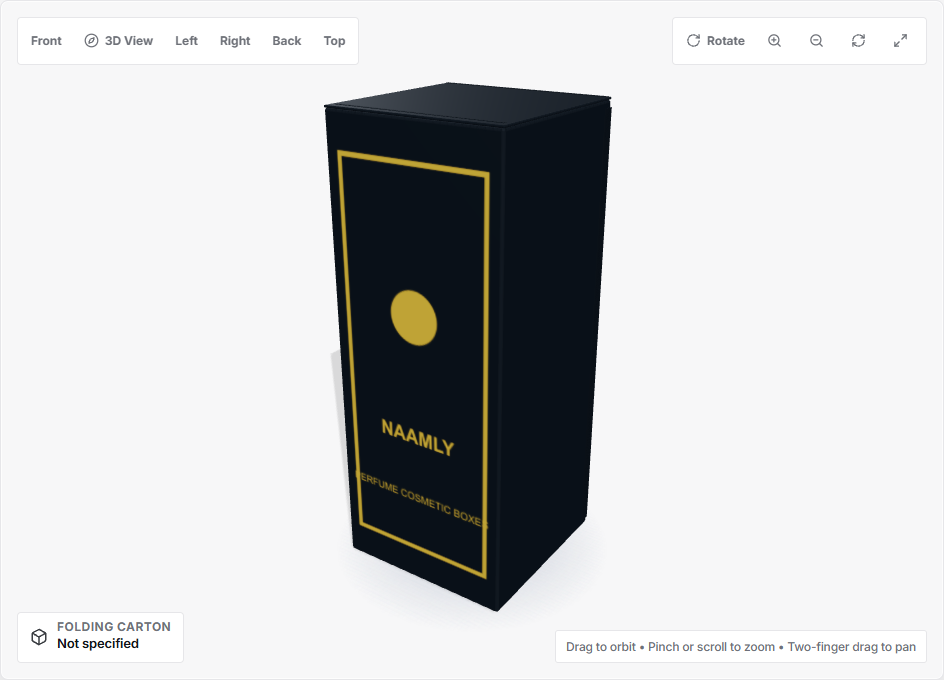 Front 3D View Left Right Back Top
Rotate
NAAMLY
PERFUME COSMETIC BOXES
FOLDING CARTON
Not specified
Drag to orbit • Pinch or scroll to zoom • Two-finger drag to pan